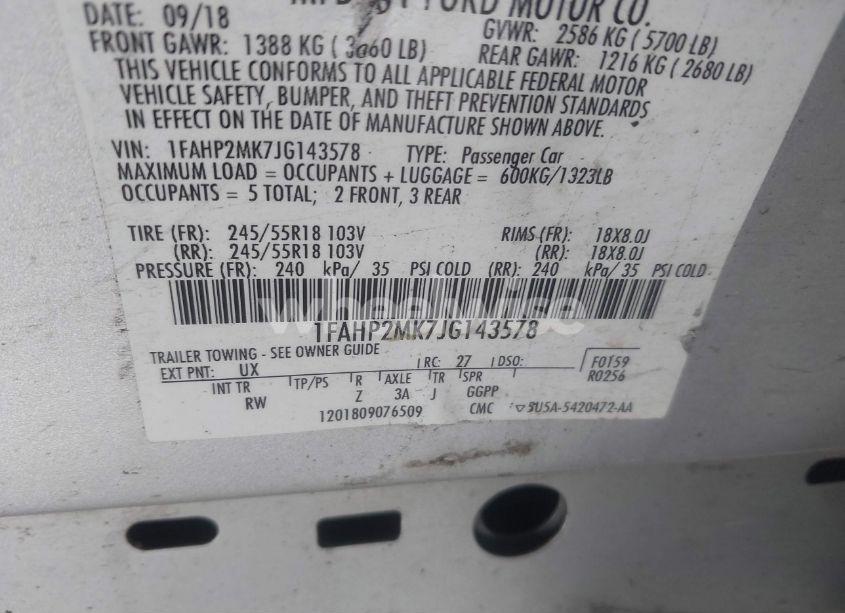 DATE: 09/18 MFD. BY FORD MOTOR CO.
FRONT GAWR: 1388 KG ( 3060 LB) GVWR: 2586 KG ( 5700 LB)
REAR GAWR: 1216 KG ( 2680 LB)
THIS VEHICLE CONFORMS TO ALL APPLICABLE FEDERAL MOTOR
VEHICLE SAFETY, BUMPER, AND THEFT PREVENTION STANDARDS
IN EFFECT ON THE DATE OF MANUFACTURE SHOWN ABOVE.
VIN: 1FAHP2MK7JG143578 TYPE: Passenger Car
MAXIMUM LOAD = OCCUPANTS + LUGGAGE = 600KG/1323LB
OCCUPANTS = 5 TOTAL; 2 FRONT, 3 REAR
TIRE (FR): 245/55R18 103V RIMS (FR): 18X8.0J
(RR): 245/55R18 103V (RR): 18X8.0J
PRESSURE (FR): 240 kPa/ 35 PSI COLD (RR): 240 kPa/ 35 PSI COLD
1FAHP2MK7JG143578
TRAILER TOWING - SEE OWNER GUIDE
EXT PNT: UX RC: 27 DSO: F0159
R0256
INT TR TP/PS R AXLE TR SPR
RW Z 3A J GGPP
1201809076509 CMC 5U5A-5420472-AA